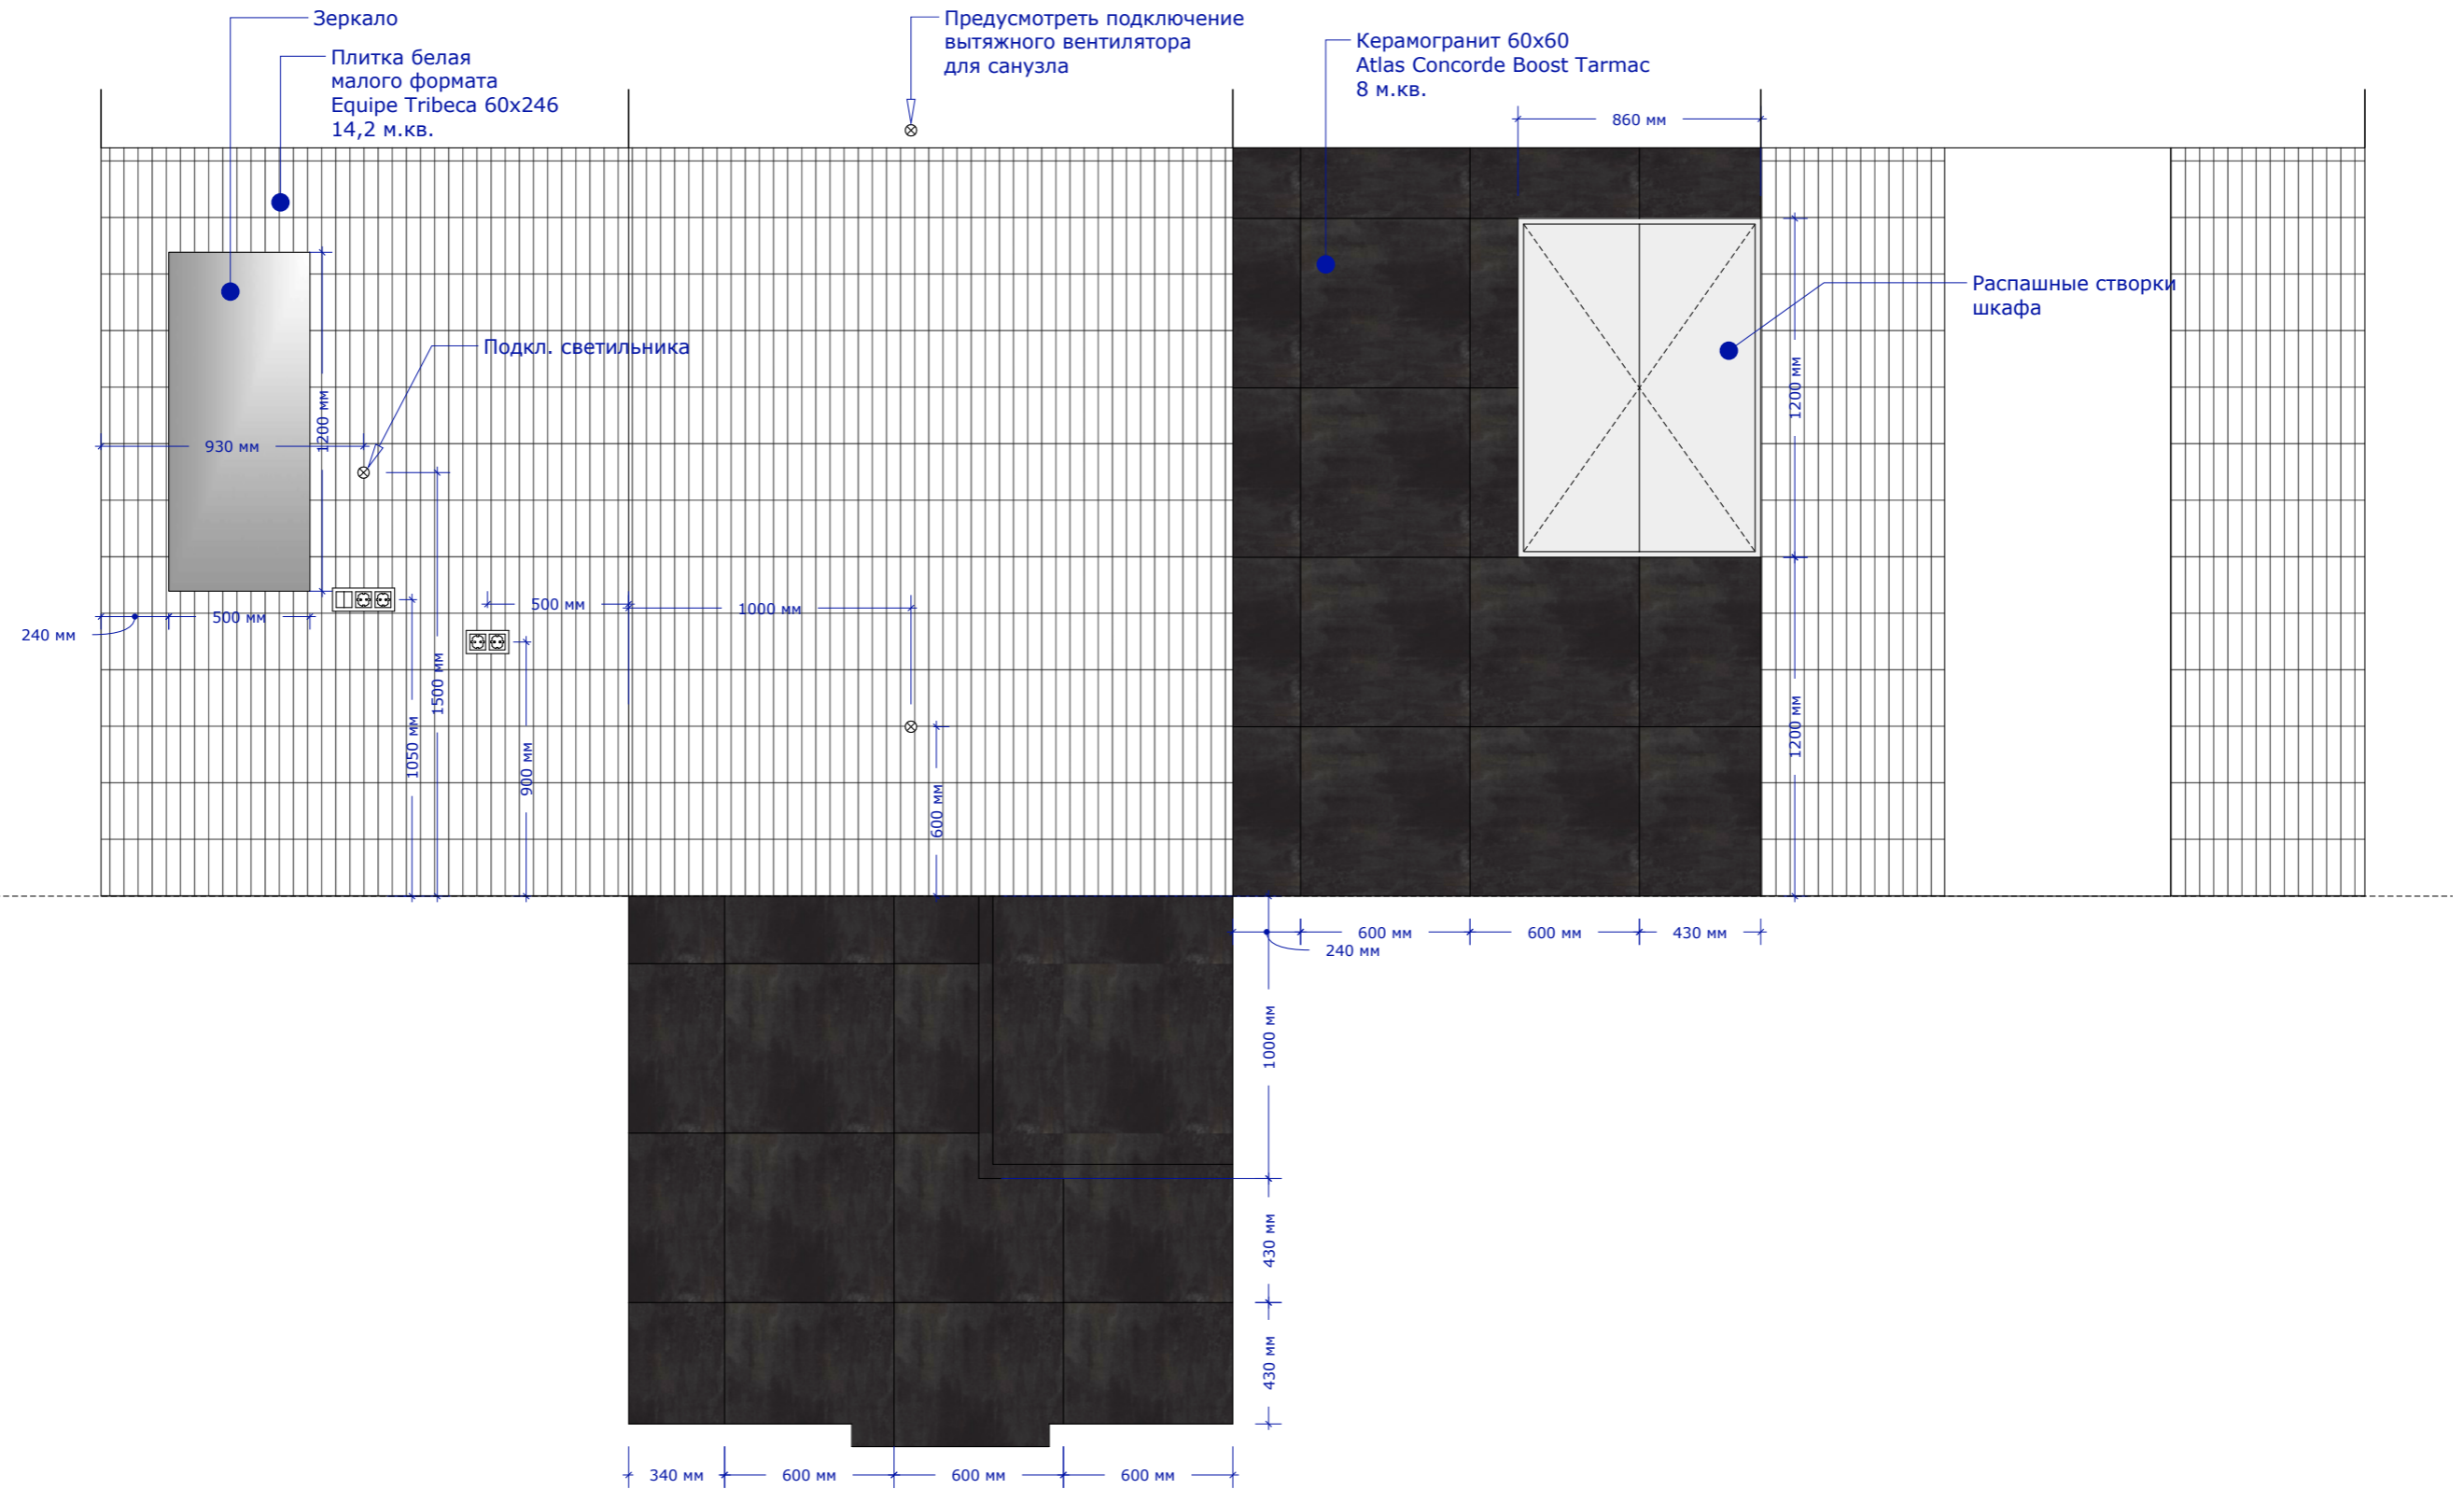 Зеркало
Плитка белая
малого формата
Equipe Tribeca 60x246
14,2 м.кв.
Предусмотреть подключение
вытяжного вентилятора
для санузла
Керамогранит 60x60
Atlas Concorde Boost Tarmac
8 м.кв.
860 мм
Распашные створки
шкафа
Подкл. светильника
1200 мм
1200 мм
930 мм
500 мм
1000 мм
500 мм
240 мм
1500 мм
1050 мм
900 мм
600 мм
1200 мм
600 мм
600 мм
430 мм
240 мм
1000 мм
430 мм
430 мм
340 мм
600 мм
600 мм
600 мм